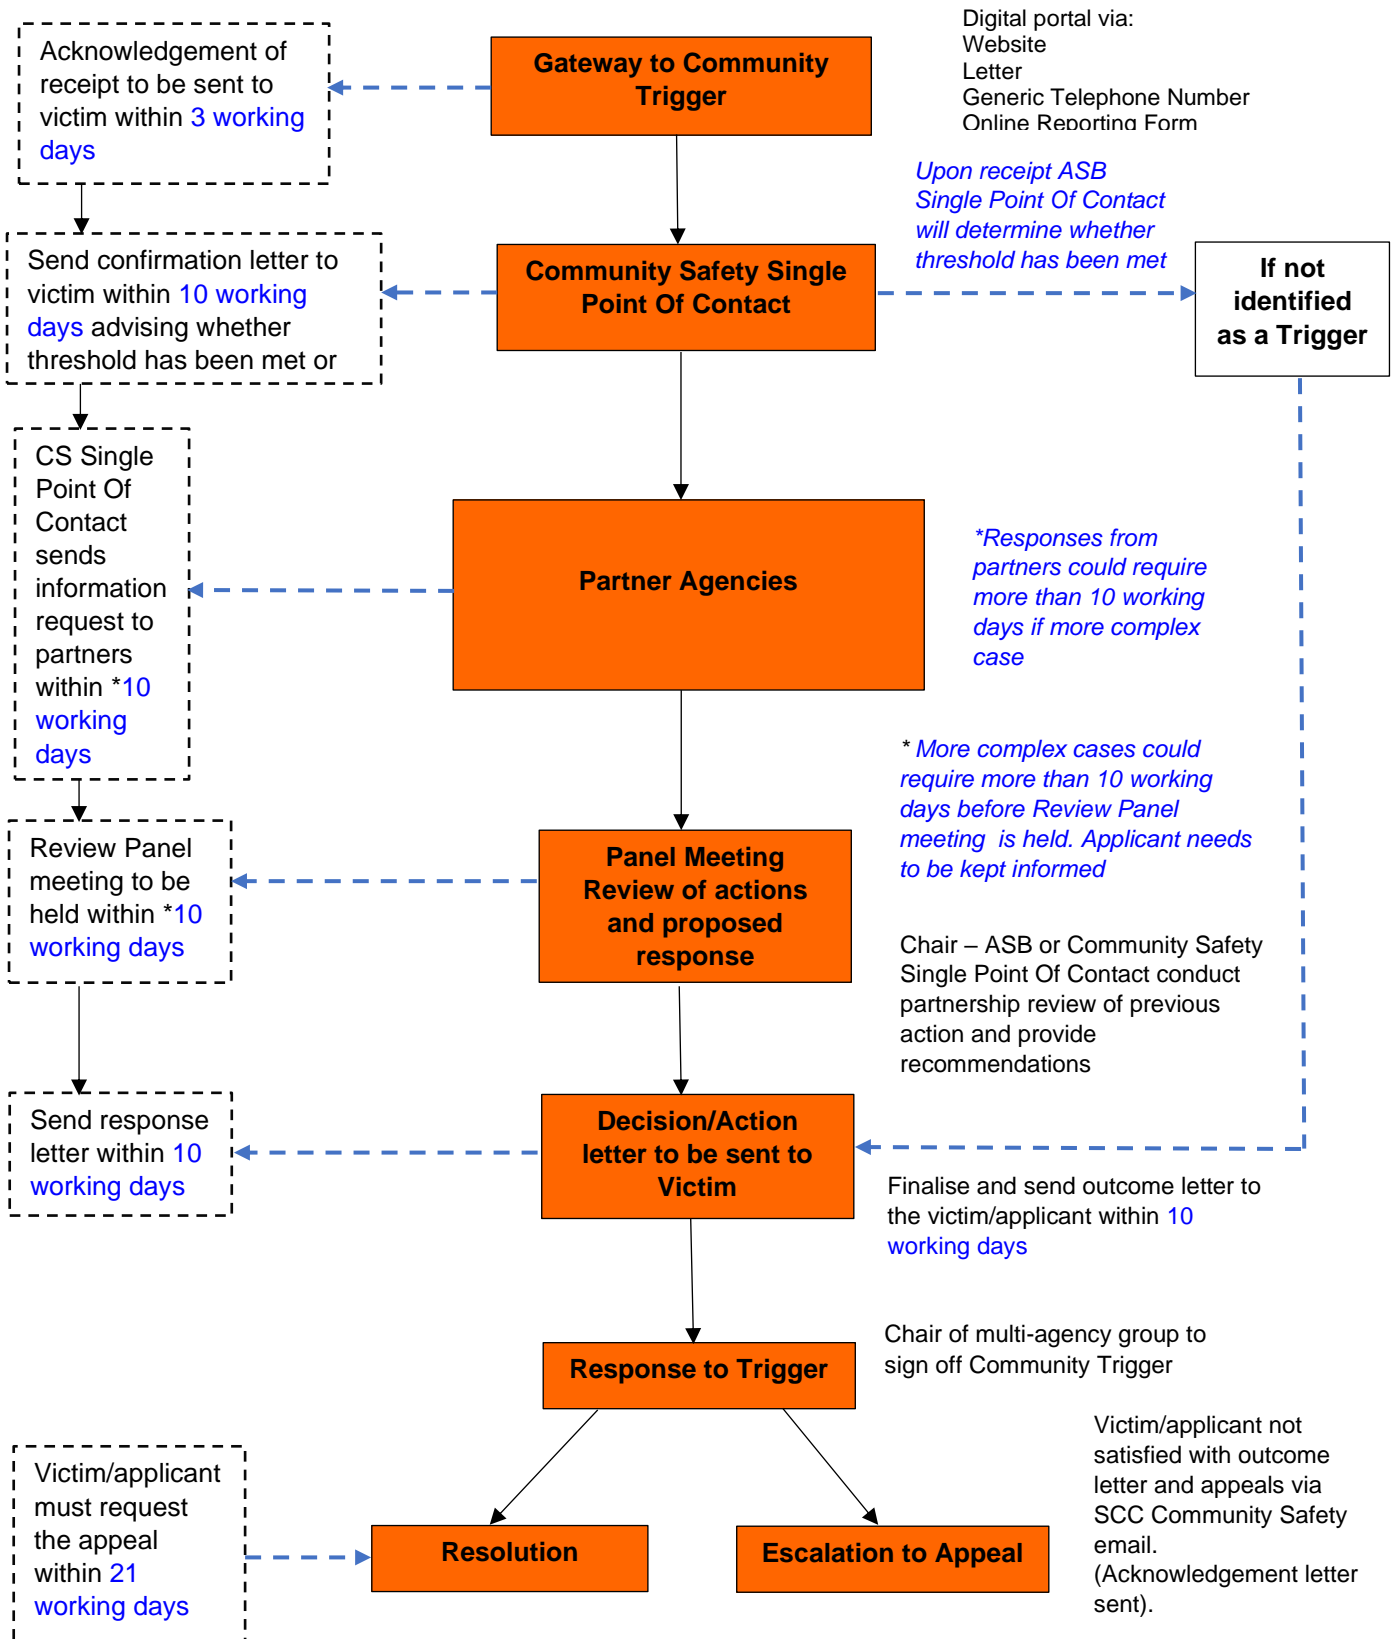 Digital portal via:
Website
Letter
Generic Telephone Number
Online Reporting Form
Acknowledgement of
receipt to be sent to
victim within 3 working
days
Gateway to Community
Trigger
Upon receipt ASB
Single Point Of Contact
will determine whether
threshold has been met
Send confirmation letter to
victim within 10 working
days advising whether
threshold has been met or
Community Safety Single
Point Of Contact
If not
identified
as a Trigger
CS Single
Point Of
Contact
sends
information
request to
partners
within *10
working
days
Partner Agencies
*Responses from
partners could require
more than 10 working
days if more complex
case
* More complex cases could
require more than 10 working
days before Review Panel
meeting  is held. Applicant needs
to be kept informed
Review Panel
meeting to be
held within *10
working days
Panel Meeting
Review of actions
and proposed
response
Chair – ASB or Community Safety
Single Point Of Contact conduct
partnership review of previous
action and provide
recommendations
Send response
letter within 10
working days
Decision/Action
letter to be sent to
Victim
Finalise and send outcome letter to
the victim/applicant within 10
working days
Response to Trigger
Chair of multi-agency group to
sign off Community Trigger
Victim/applicant
must request
the appeal
within 21
working days
Resolution
Escalation to Appeal
Victim/applicant not
satisfied with outcome
letter and appeals via
SCC Community Safety
email.
(Acknowledgement letter
sent).